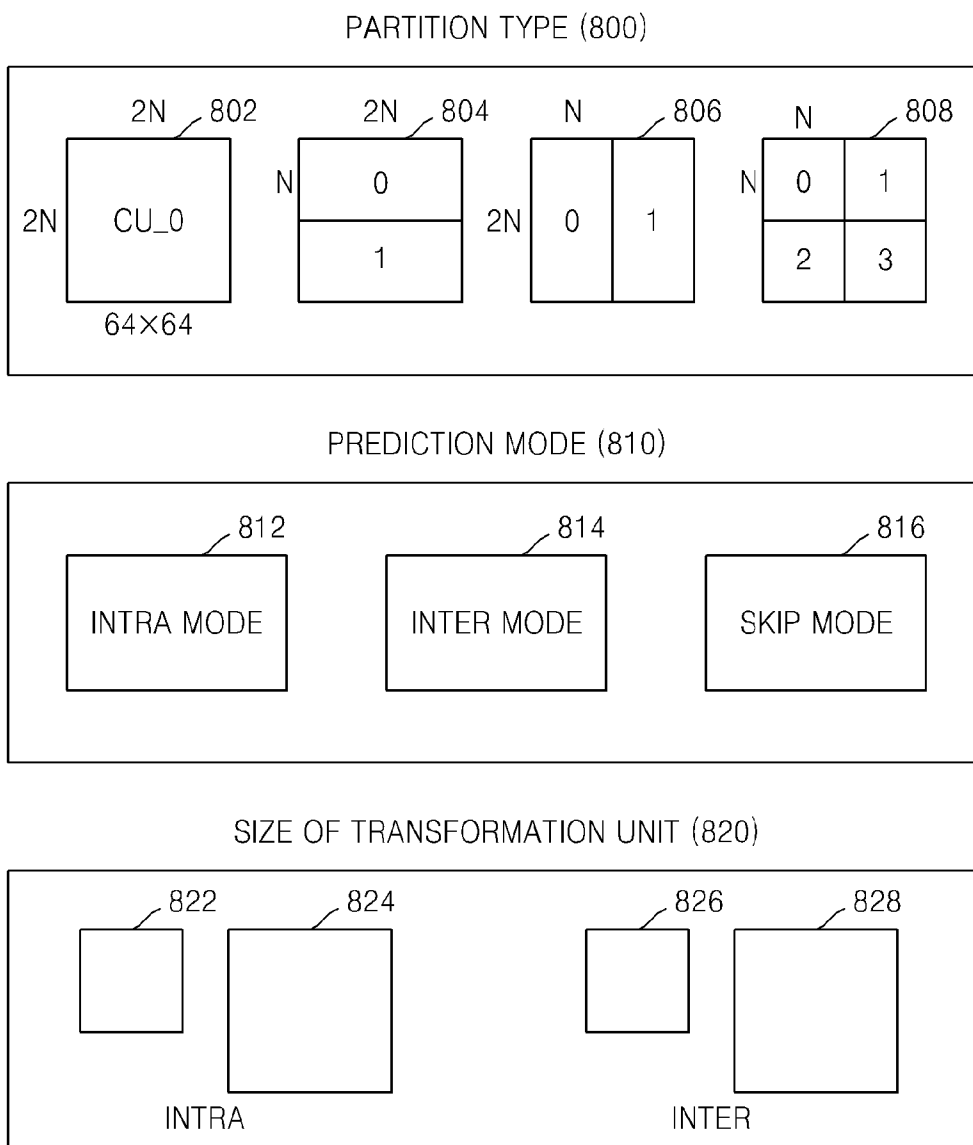 PARTITION TYPE (800)
2N 802 2N 804 N 806 N 808
N 0 N 0 1
2N CU_0 2N 0 1
1 2 3
64×64
PREDICTION MODE (810)
812 814 816
INTRA MODE INTER MODE SKIP MODE
SIZE OF TRANSFORMATION UNIT (820)
822 824 826 828
INTRA INTER